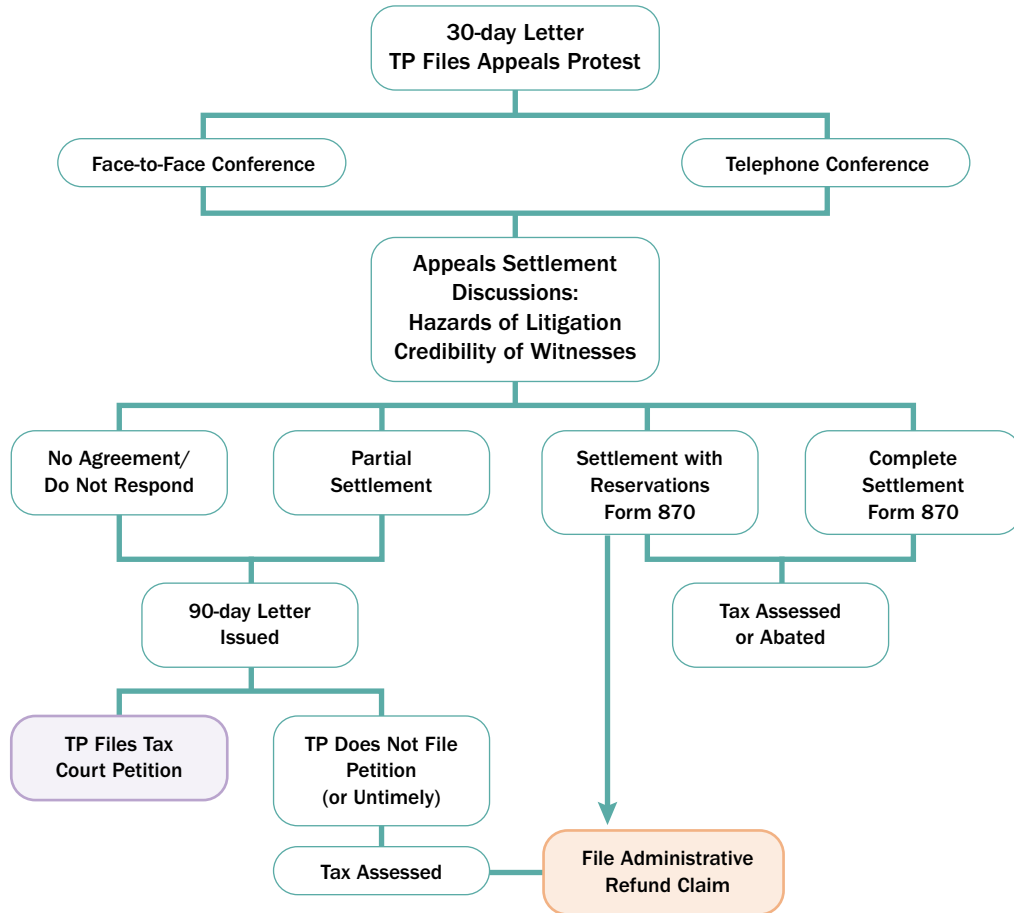 30-day Letter
TP Files Appeals Protest
Face-to-Face Conference
Telephone Conference
Appeals Settlement
Discussions:
Hazards of Litigation
Credibility of Witnesses
No Agreement/
Do Not Respond
Partial
Settlement
Settlement with
Reservations
Form 870
Complete
Settlement
Form 870
90-day Letter
Issued
Tax Assessed
or Abated
TP Files Tax
Court Petition
TP Does Not File
Petition
(or Untimely)
Tax Assessed
File Administrative
Refund Claim